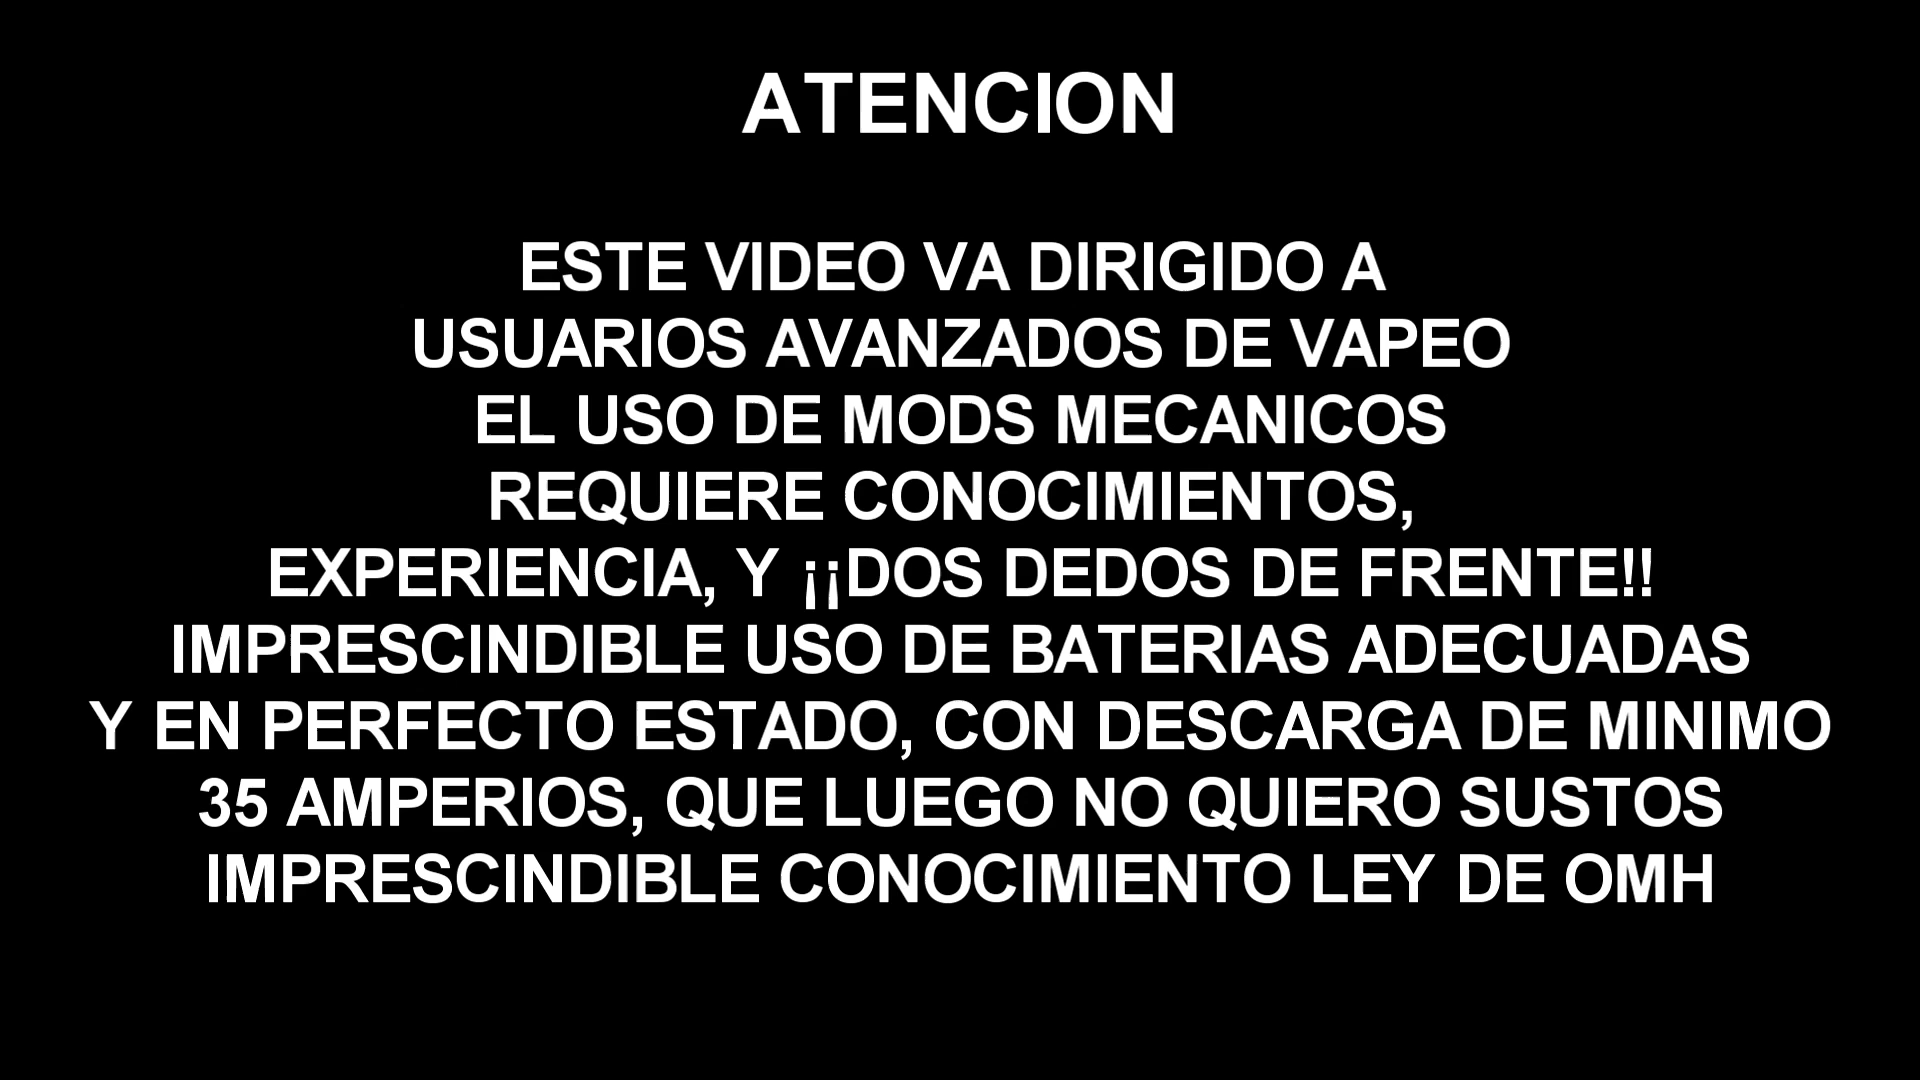 ATENCION
ESTE VIDEO VA DIRIGIDO A
USUARIOS AVANZADOS DE VAPEO
EL USO DE MODS MECANICOS
REQUIERE CONOCIMIENTOS,
EXPERIENCIA, Y ¡¡DOS DEDOS DE FRENTE!!
IMPRESCINDIBLE USO DE BATERIAS ADECUADAS
Y EN PERFECTO ESTADO, CON DESCARGA DE MINIMO
35 AMPERIOS, QUE LUEGO NO QUIERO SUSTOS
IMPRESCINDIBLE CONOCIMIENTO LEY DE OMH